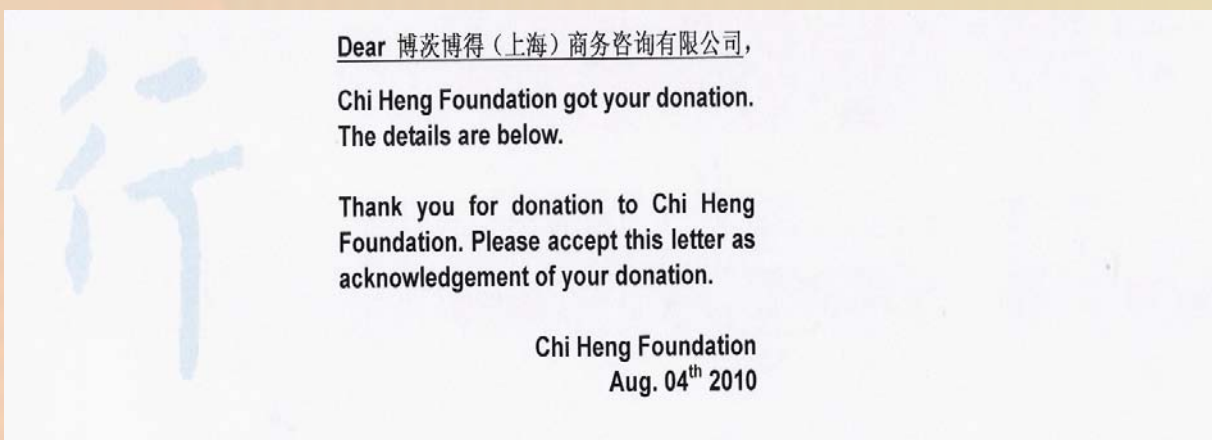 行
Dear 博茨博得（上海）商务咨询有限公司,
Chi Heng Foundation got your donation.
The details are below.
Thank you for donation to Chi Heng
Foundation. Please accept this letter as
acknowledgement of your donation.
Chi Heng Foundation
Aug. 04th 2010